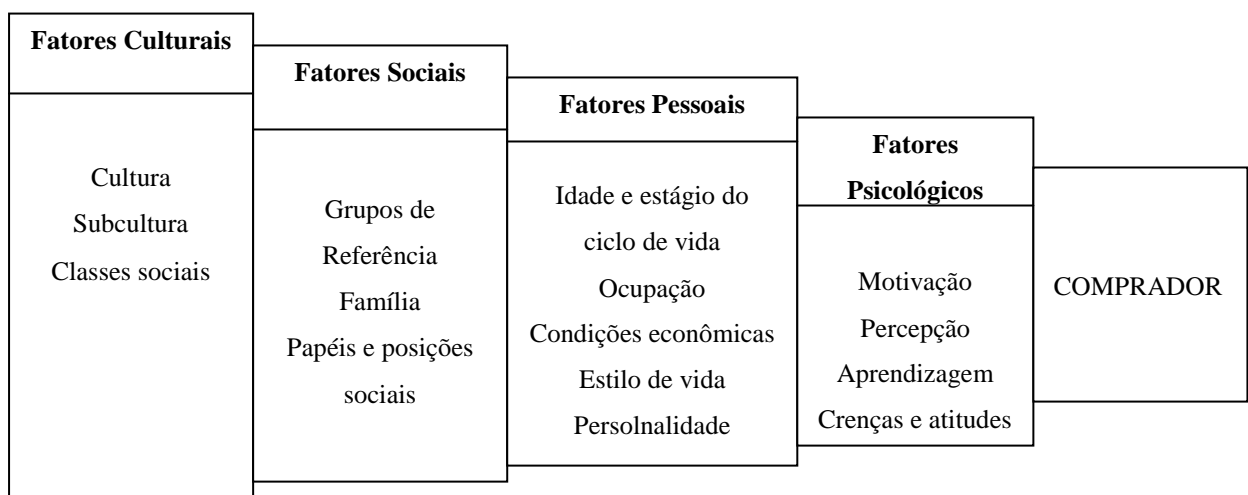 Fatores Culturais
Cultura
Subcultura
Classes sociais
Fatores Sociais
Grupos de
Referência
Família
Papéis e posições
sociais
Fatores Pessoais
Idade e estágio do
ciclo de vida
Ocupação
Condições econômicas
Estilo de vida
Persolnalidade
Fatores
Psicológicos
Motivação
Percepção
Aprendizagem
Crenças e atitudes
COMPRADOR